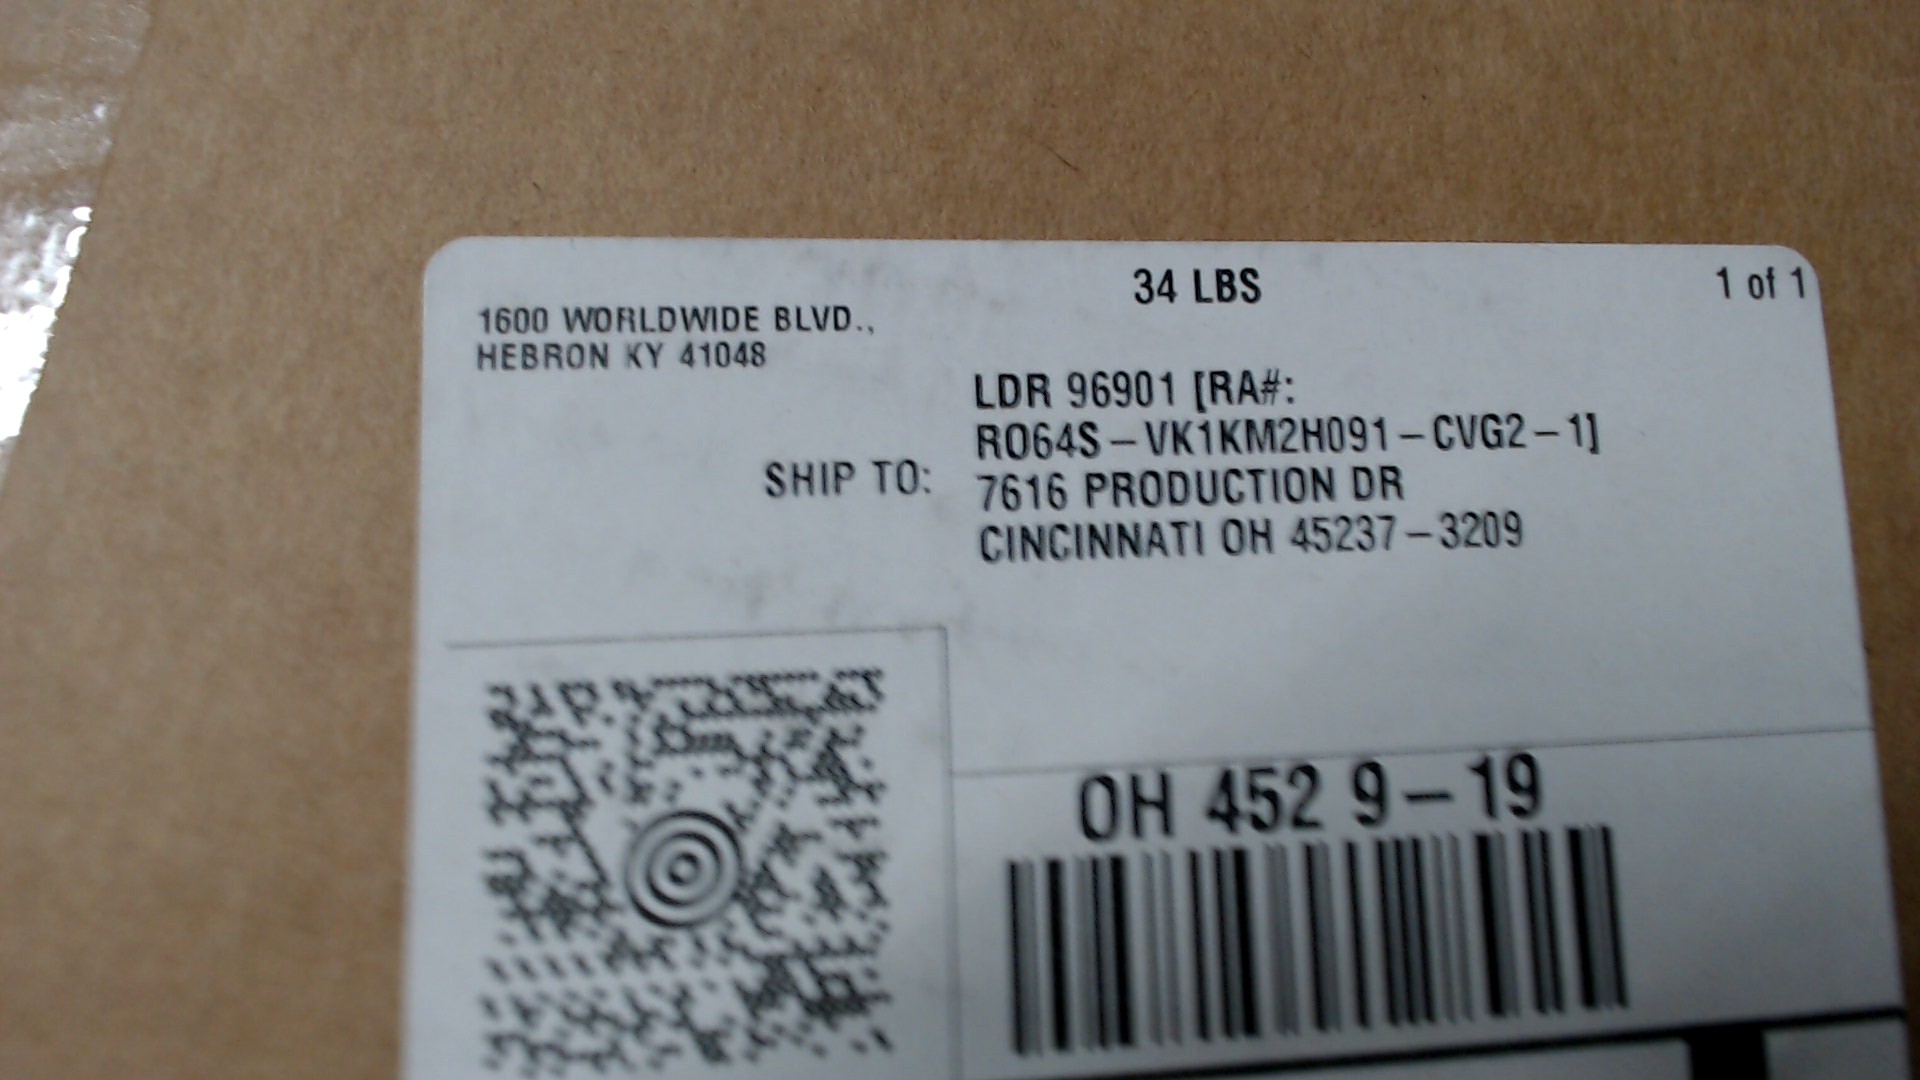 34 LBS
1 of 1
1600 WORLDWIDE BLVD.,
HEBRON KY 41048
SHIP TO:
LDR 96901 [RA#:
RO64S-VK1KM2H091-CVG2-1]
7616 PRODUCTION DR
CINCINNATI OH 45237-3209
OH 452 9-19